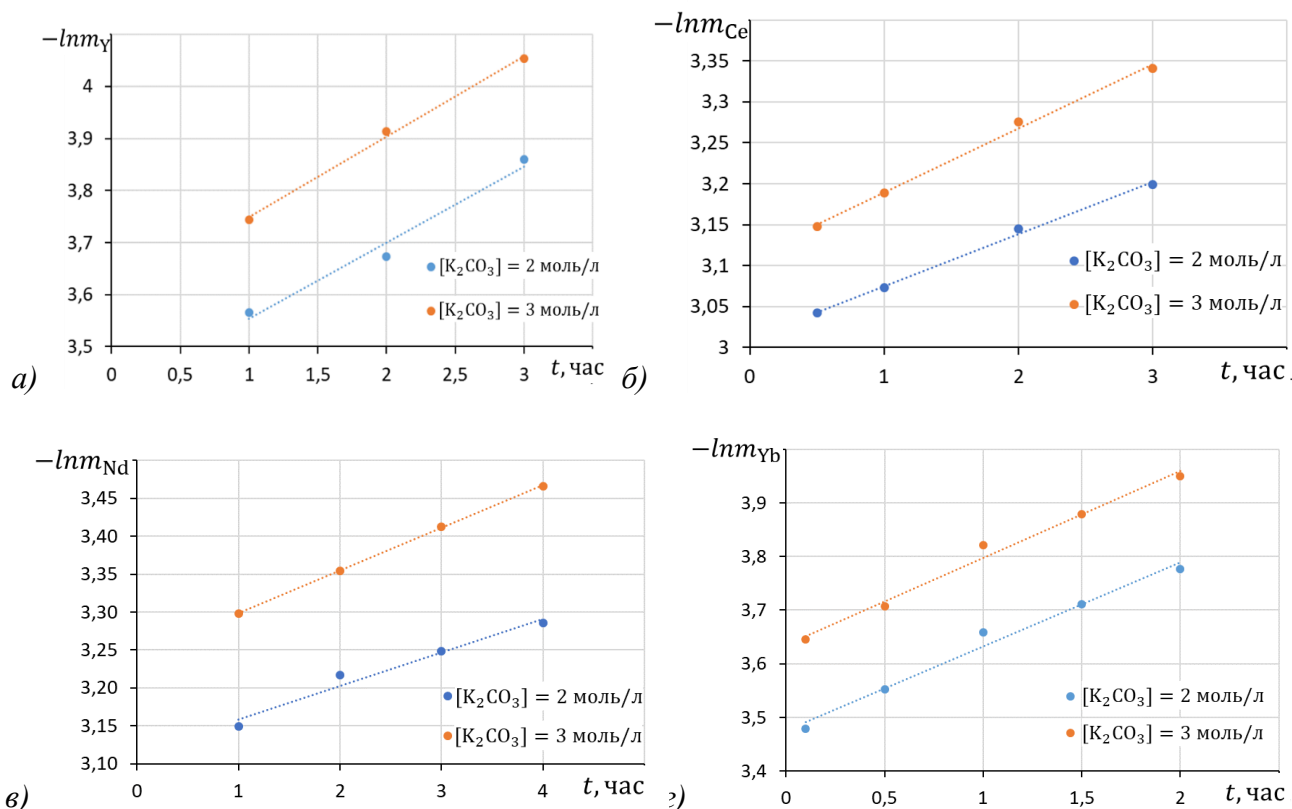 −lnm_Y
4
3,9
3,8
3,7
3,6
3,5
0 0,5 1 1,5 2 2,5 3
t, час
[K₂CO₃] = 2 моль/л
[K₂CO₃] = 3 моль/л
а)
−lnm_Ce
3,35
3,3
3,25
3,2
3,15
3,1
3,05
3
0 1 2 3
t, час
[K₂CO₃] = 2 моль/л
[K₂CO₃] = 3 моль/л
б)
−lnm_Nd
3,45
3,40
3,35
3,30
3,25
3,20
3,15
3,10
0 1 2 3 4
t, час
[K₂CO₃] = 2 моль/л
[K₂CO₃] = 3 моль/л
в)
−lnm_Yb
3,9
3,8
3,7
3,6
3,5
3,4
0 0,5 1 1,5 2
t, час
[K₂CO₃] = 2 моль/л
[K₂CO₃] = 3 моль/л